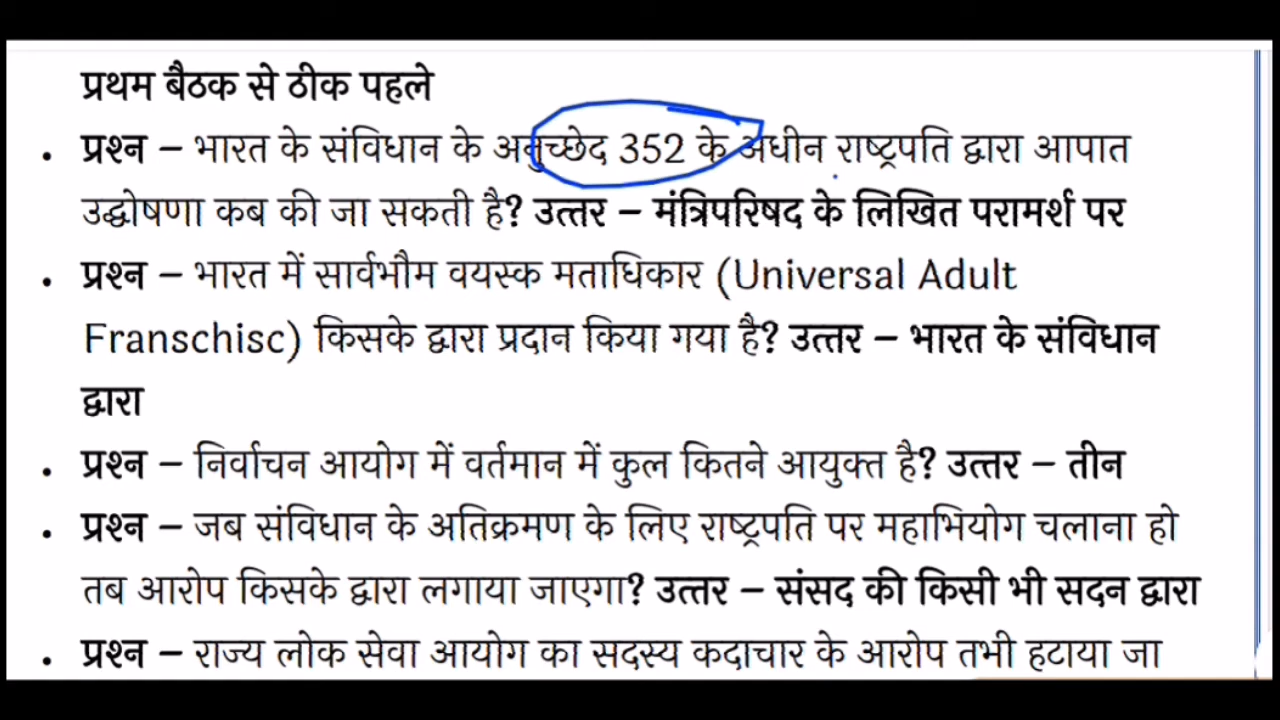 प्रथम बैठक से ठीक पहले
• प्रश्न – भारत के संविधान के अनुच्छेद 352 के अधीन राष्ट्रपति द्वारा आपात
उद्घोषणा कब की जा सकती है? उत्तर – मंत्रिपरिषद के लिखित परामर्श पर
• प्रश्न – भारत में सार्वभौम वयस्क मताधिकार (Universal Adult
Franschisc) किसके द्वारा प्रदान किया गया है? उत्तर – भारत के संविधान
द्वारा
• प्रश्न – निर्वाचन आयोग में वर्तमान में कुल कितने आयुक्त है? उत्तर – तीन
• प्रश्न – जब संविधान के अतिक्रमण के लिए राष्ट्रपति पर महाभियोग चलाना हो
तब आरोप किसके द्वारा लगाया जाएगा? उत्तर – संसद की किसी भी सदन द्वारा
• प्रश्न – राज्य लोक सेवा आयोग का सदस्य कदाचार के आरोप तभी हटाया जा